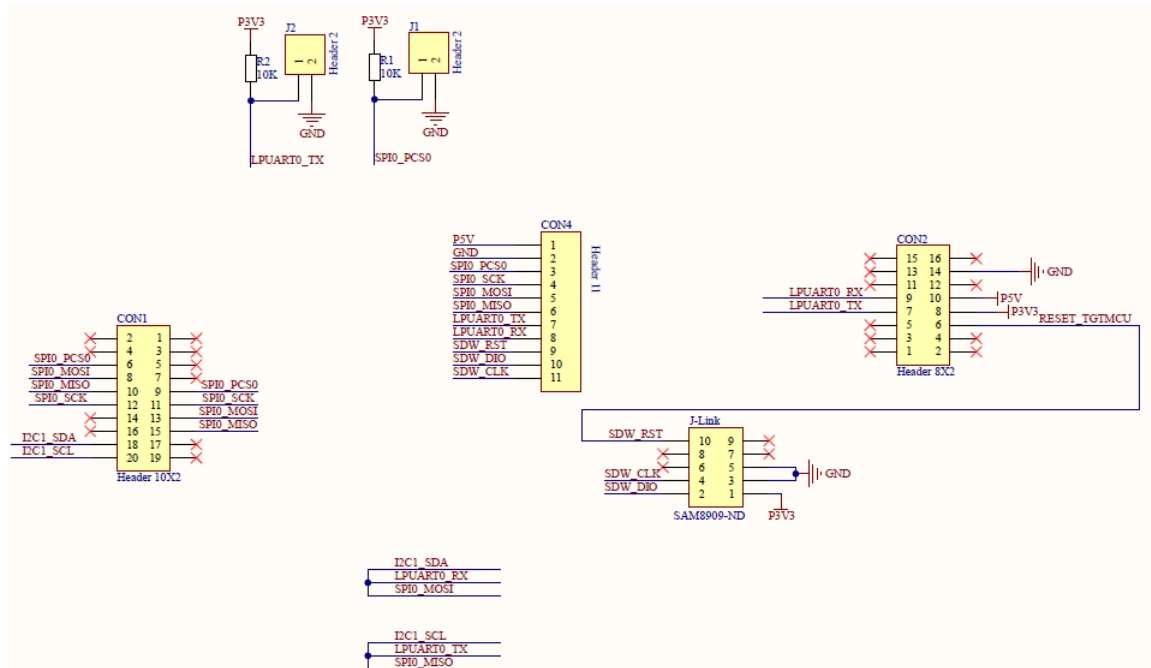 P3V3
J2
1
2
Header 2
R2
10K
GND
LPUART0_TX
P3V3
J1
1
2
Header 2
R1
10K
GND
SPI0_PCS0
CON4
Header 11
P5V 1
GND 2
SPI0_PCS0 3
SPI0_SCK 4
SPI0_MOSI 5
SPI0_MISO 6
LPUART0_TX 7
LPUART0_RX 8
SDW_RST 9
SDW_DIO 10
SDW_CLK 11
CON2
15 16
13 14 GND
11 12
LPUART0_RX 9 10 P5V
LPUART0_TX 7 8 P3V3
5 6 RESET_TGTMCU
3 4
1 2
Header 8X2
CON1
2 1
4 3
SPI0_PCS0 6 5
SPI0_MOSI 8 7
SPI0_MISO 10 9 SPI0_PCS0
SPI0_SCK 12 11 SPI0_SCK
14 13 SPI0_MOSI
16 15 SPI0_MISO
I2C1_SDA 18 17
I2C1_SCL 20 19
Header 10X2
J-Link
SDW_RST 10 9
8 7
6 5 GND
SDW_CLK 4 3
SDW_DIO 2 1 P3V3
SAM8909-ND
I2C1_SDA
LPUART0_RX
SPI0_MOSI
I2C1_SCL
LPUART0_TX
SPI0_MISO